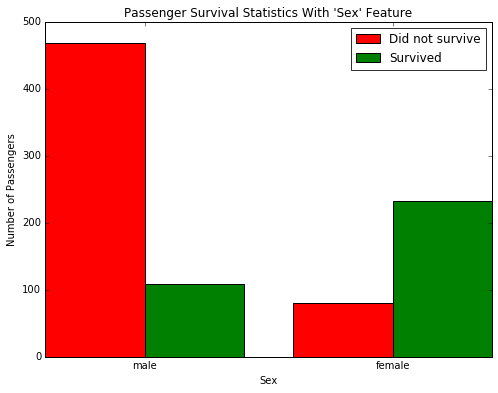 Passenger Survival Statistics With 'Sex' Feature
Did not survive
Survived
Number of Passengers
500
400
300
200
100
0
male
female
Sex